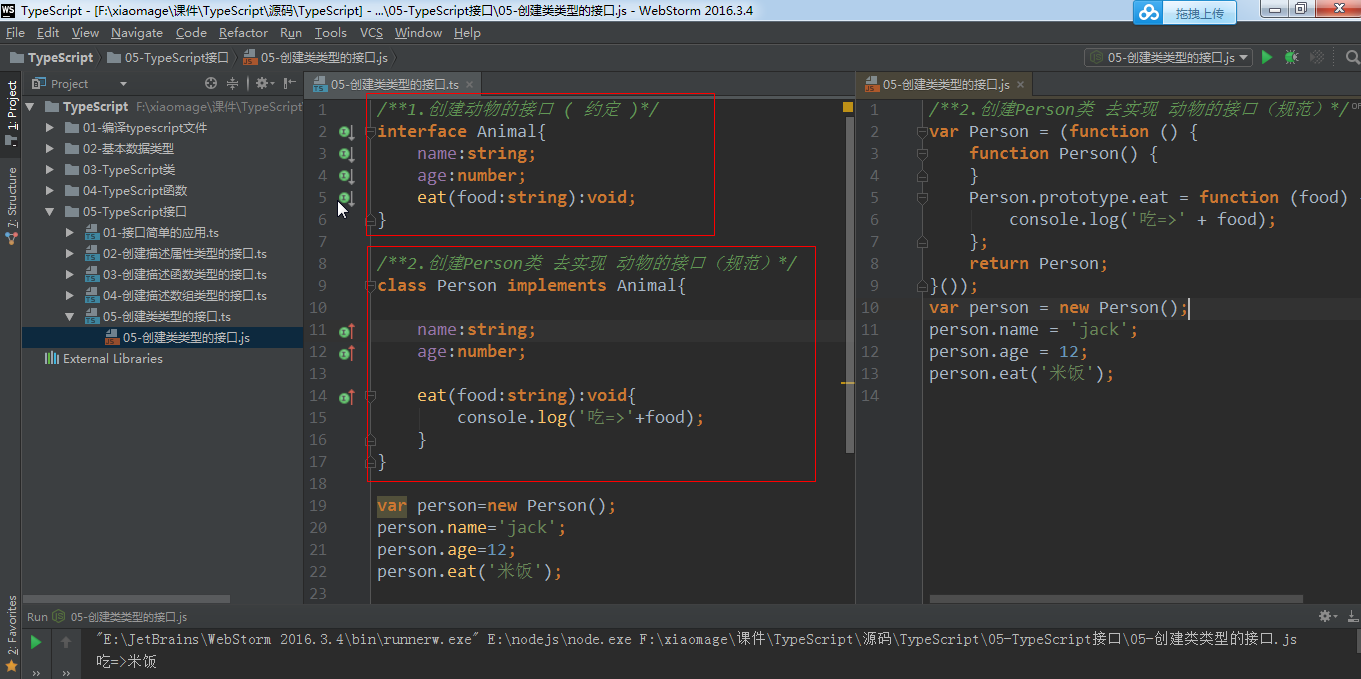 TypeScript - [F:\xiaomage\课件\TypeScript\源码\TypeScript] - ...\05-TypeScript接口\05-创建类类型的接口.js - WebStorm 2016.3.4
拖拽上传
File Edit View Navigate Code Refactor Run Tools VCS Window Help
TypeScript 05-TypeScript接口 05-创建类类型的接口.js
05-创建类类型的接口.js
1: Project
7: Structure
2: Favorites
Project
TypeScript F:\xiaomage\课件\TypeScript
01-编译typescript文件
02-基本数据类型
03-TypeScript类
04-TypeScript函数
05-TypeScript接口
01-接口简单的应用.ts
02-创建描述属性类型的接口.ts
03-创建描述函数类型的接口.ts
04-创建描述数组类型的接口.ts
05-创建类类型的接口.ts
05-创建类类型的接口.js
External Libraries
05-创建类类型的接口.ts ×
1 /**1.创建动物的接口 ( 约定 )*/
2 interface Animal{
3 name:string;
4 age:number;
5 eat(food:string):void;
6 }
7
8 /**2.创建Person类 去实现 动物的接口（规范）*/
9 class Person implements Animal{
10
11 name:string;
12 age:number;
13
14 eat(food:string):void{
15 console.log('吃=>'+food);
16 }
17 }
18
19 var person=new Person();
20 person.name='jack';
21 person.age=12;
22 person.eat('米饭');
23
05-创建类类型的接口.js ×
1 /**2.创建Person类 去实现 动物的接口（规范）*/
2 var Person = (function () {
3 function Person() {
4 }
5 Person.prototype.eat = function (food)
6 console.log('吃=>' + food);
7 };
8 return Person;
9 }());
10 var person = new Person();
11 person.name = 'jack';
12 person.age = 12;
13 person.eat('米饭');
14
Run 05-创建类类型的接口.js
"E:\JetBrains\WebStorm 2016.3.4\bin\runnerw.exe" E:\nodejs\node.exe F:\xiaomage\课件\TypeScript\源码\TypeScript\05-TypeScript接口\05-创建类类型的接口.js
吃=>米饭